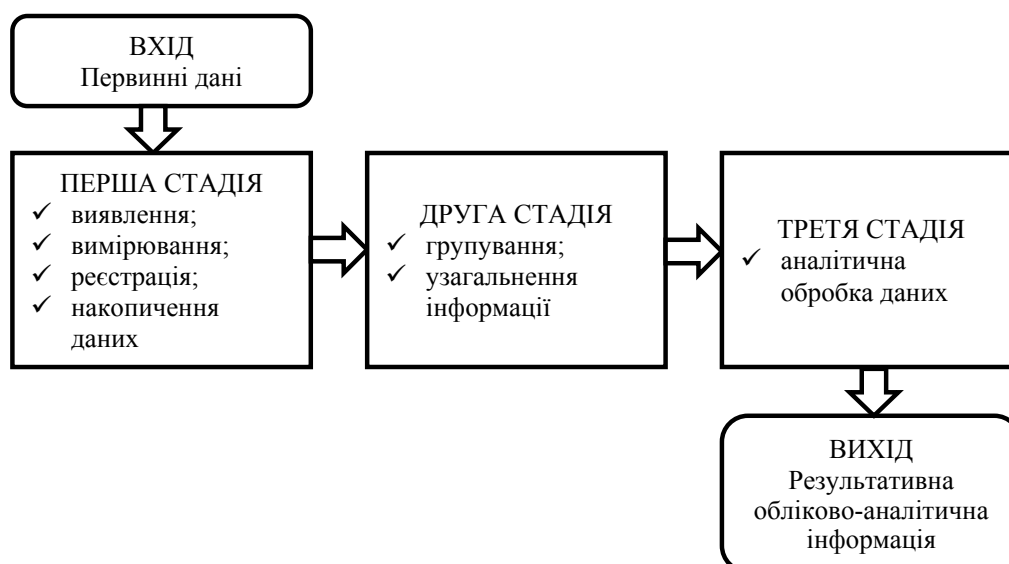 ВХІД
Первинні дані
ПЕРША СТАДІЯ
✓ виявлення;
✓ вимірювання;
✓ реєстрація;
✓ накопичення
даних
ДРУГА СТАДІЯ
✓ групування;
✓ узагальнення
інформації
ТРЕТЯ СТАДІЯ
✓ аналітична
обробка даних
ВИХІД
Результативна
обліково-аналітична
інформація